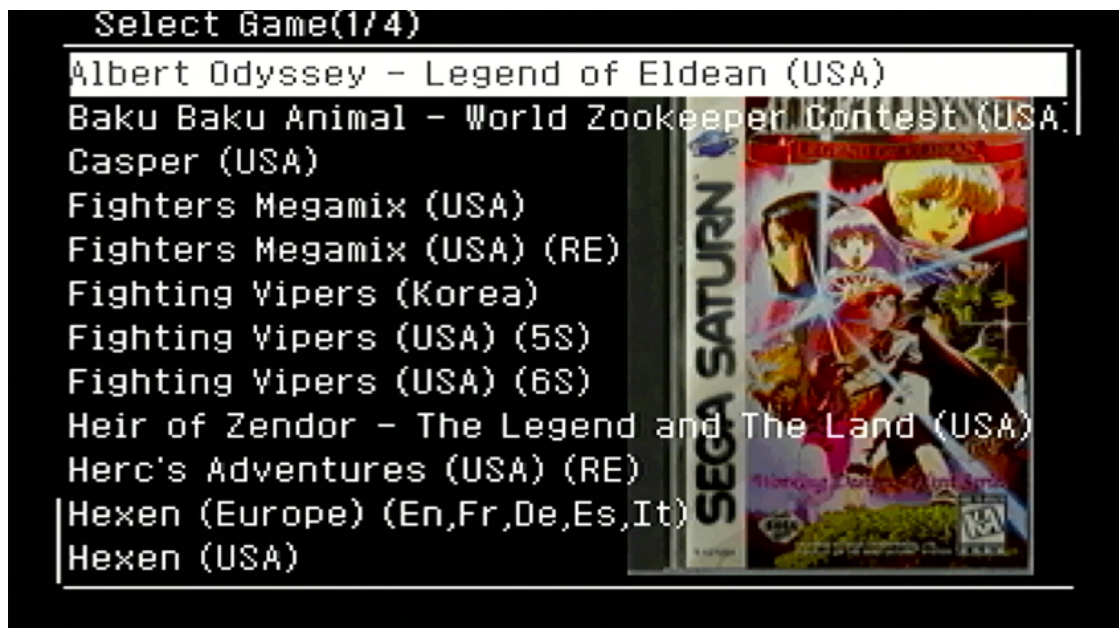 Select Game(1/4)
Albert Odyssey - Legend of Eldean (USA)
Baku Baku Animal - World Zookeeper Contest (USA)
Casper (USA)
Fighters Megamix (USA)
Fighters Megamix (USA) (RE)
Fighting Vipers (Korea)
Fighting Vipers (USA) (5S)
Fighting Vipers (USA) (6S)
Heir of Zendor - The Legend and The Land (USA)
Herc's Adventures (USA) (RE)
Hexen (Europe) (En,Fr,De,Es,It)
Hexen (USA)
SEGA SATURN
LEGEND OF ELDEAN